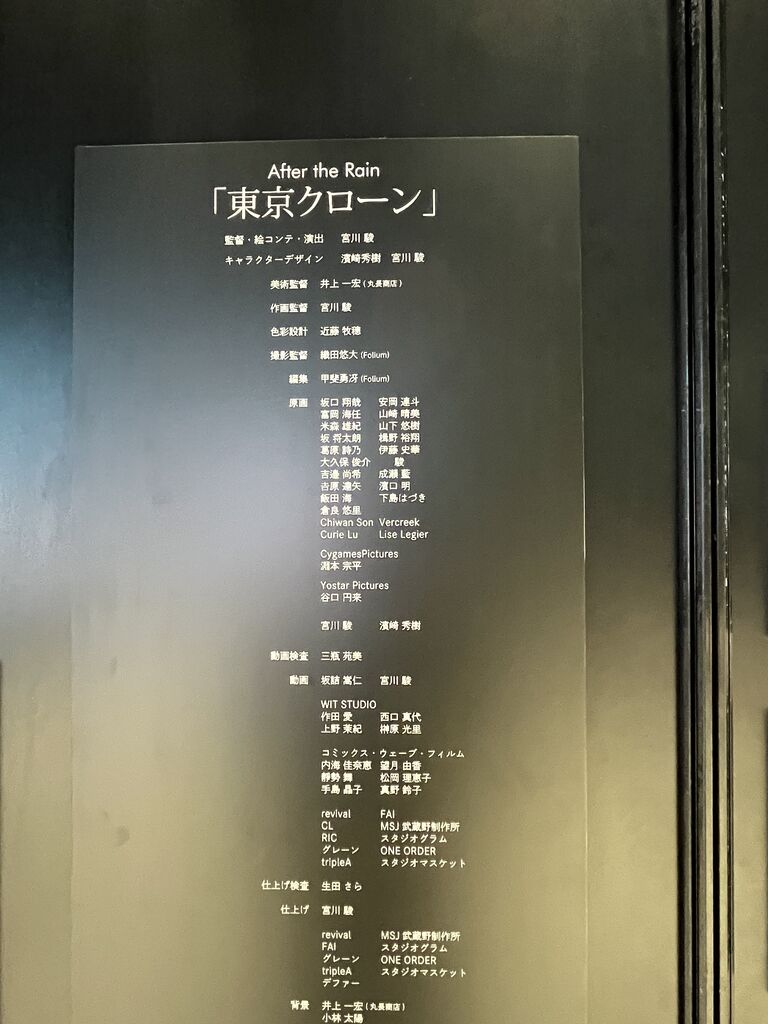 After the Rain
「東京クローン」
監督・絵コンテ・演出 宮川 駿
キャラクターデザイン 濱崎秀樹 宮川 駿
美術監督 井上 一宏 (丸長商店)
作画監督 宮川 駿
色彩設計 近藤 牧穂
撮影監督 織田悠大 (Folium)
編集 甲斐勇冴 (Folium)
原画 坂口 翔哉 安岡 連斗
富岡 海任 山崎 晴美
米森 雄紀 山下 悠樹
坂 将太朗 楫野 裕翔
葛原 詩乃 伊藤 史華
大久保 俊介 駿
吉邉 尚希 成瀬 藍
吉原 達矢 濱口 明
飯田 海 下島はづき
倉良 悠里
Chiwan Son Vercreek
Curie Lu Lise Legier
CygamesPictures
瀧本 宗平
Yostar Pictures
谷口 円来
宮川 駿 濱崎 秀樹
動画検査 三瓶 苑美
動画 坂詰 嵩仁 宮川 駿
WIT STUDIO
作田 愛 西口 真代
上野 茉紀 榊原 光里
コミックス・ウェーブ・フィルム
内海 佳奈恵 望月 由香
靜勢 舞 松岡 理恵子
手島 晶子 真野 鈴子
revival FAI
CL MSJ 武蔵野制作所
RIC スタジオグラム
グレーン ONE ORDER
tripleA スタジオマスケット
仕上げ検査 生田 さら
仕上げ 宮川 駿
revival MSJ 武蔵野制作所
FAI スタジオグラム
グレーン ONE ORDER
tripleA スタジオマスケット
デファー
背景 井上 一宏 (丸長商店)
小林 太陽